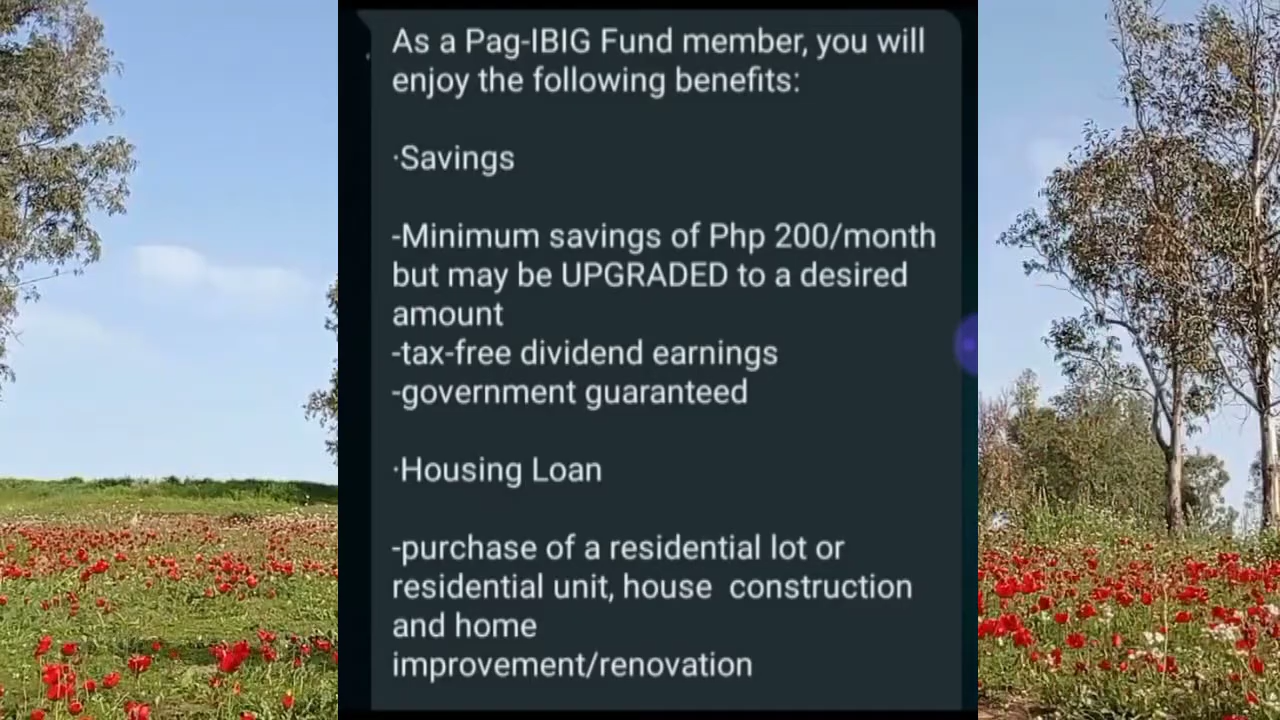 As a Pag-IBIG Fund member, you will
enjoy the following benefits:
·Savings
-Minimum savings of Php 200/month
but may be UPGRADED to a desired
amount
-tax-free dividend earnings
-government guaranteed
·Housing Loan
-purchase of a residential lot or
residential unit, house  construction
and home
improvement/renovation